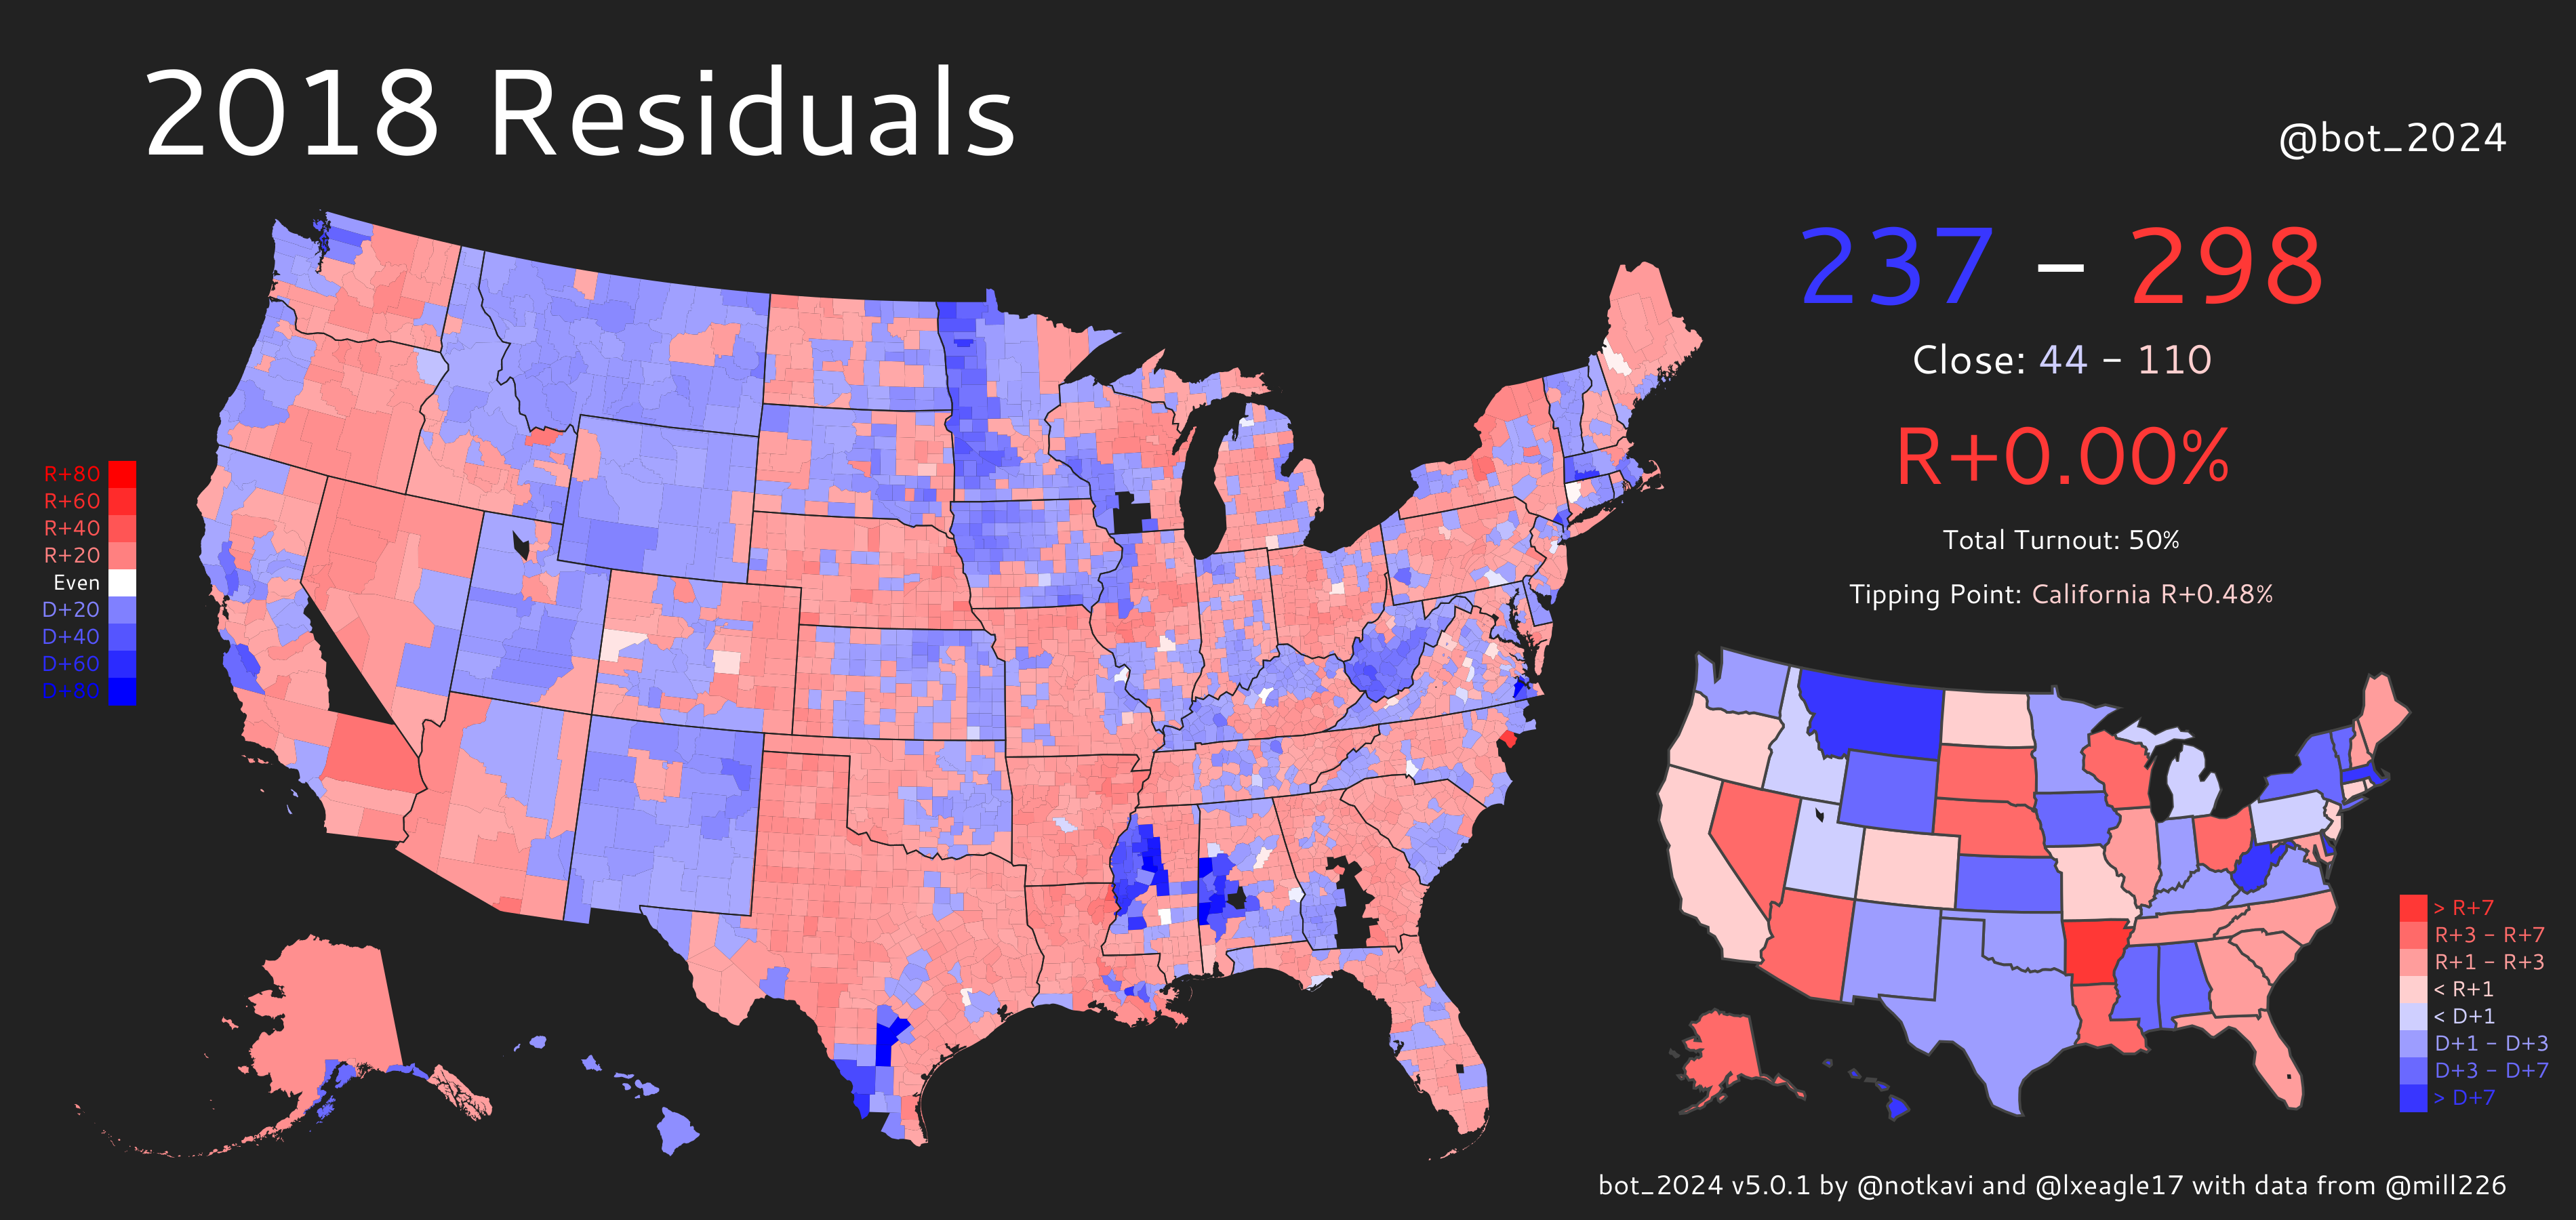 2018 Residuals
@bot_2024
237 – 298
Close: 44 – 110
R+0.00%
Total Turnout: 50%
Tipping Point: California R+0.48%
R+80
R+60
R+40
R+20
Even
D+20
D+40
D+60
D+80
> R+7
R+3 – R+7
R+1 – R+3
< R+1
< D+1
D+1 – D+3
D+3 – D+7
> D+7
bot_2024 v5.0.1 by @notkavi and @lxeagle17 with data from @mill226